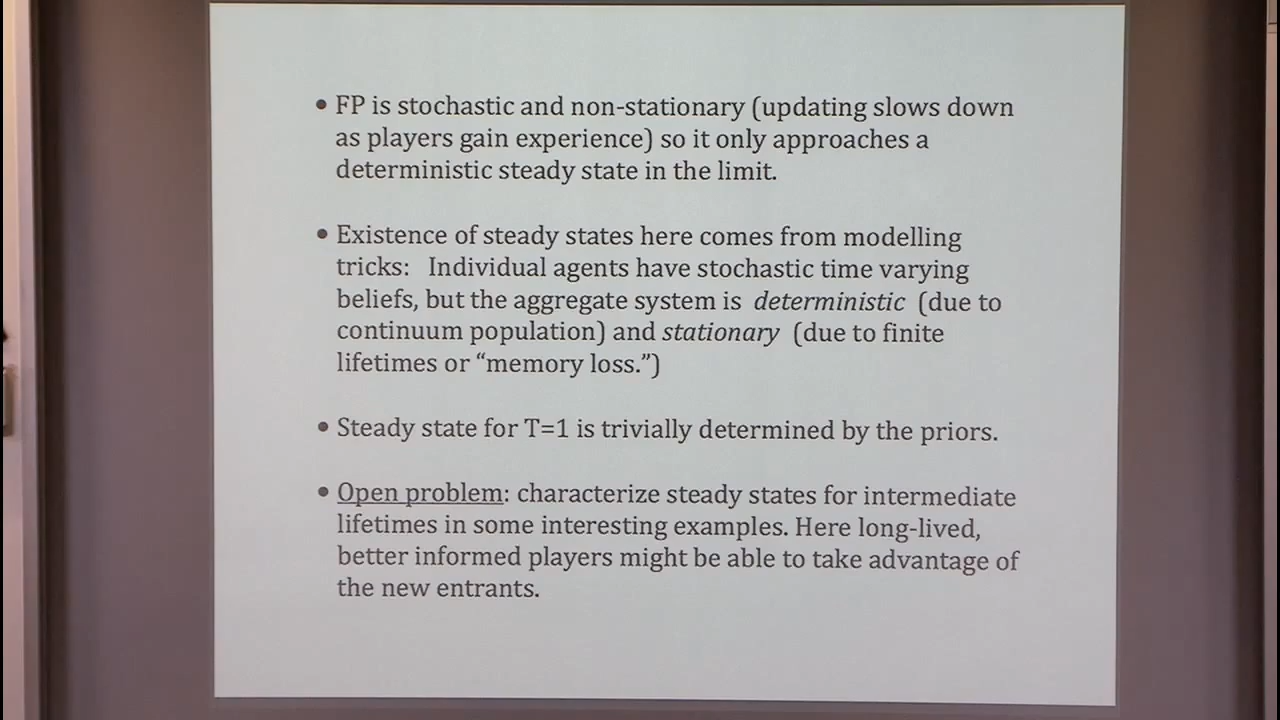 • FP is stochastic and non-stationary (updating slows down
as players gain experience) so it only approaches a
deterministic steady state in the limit.
• Existence of steady states here comes from modelling
tricks: Individual agents have stochastic time varying
beliefs, but the aggregate system is deterministic (due to
continuum population) and stationary (due to finite
lifetimes or “memory loss.”)
• Steady state for T=1 is trivially determined by the priors.
• Open problem: characterize steady states for intermediate
lifetimes in some interesting examples. Here long-lived,
better informed players might be able to take advantage of
the new entrants.